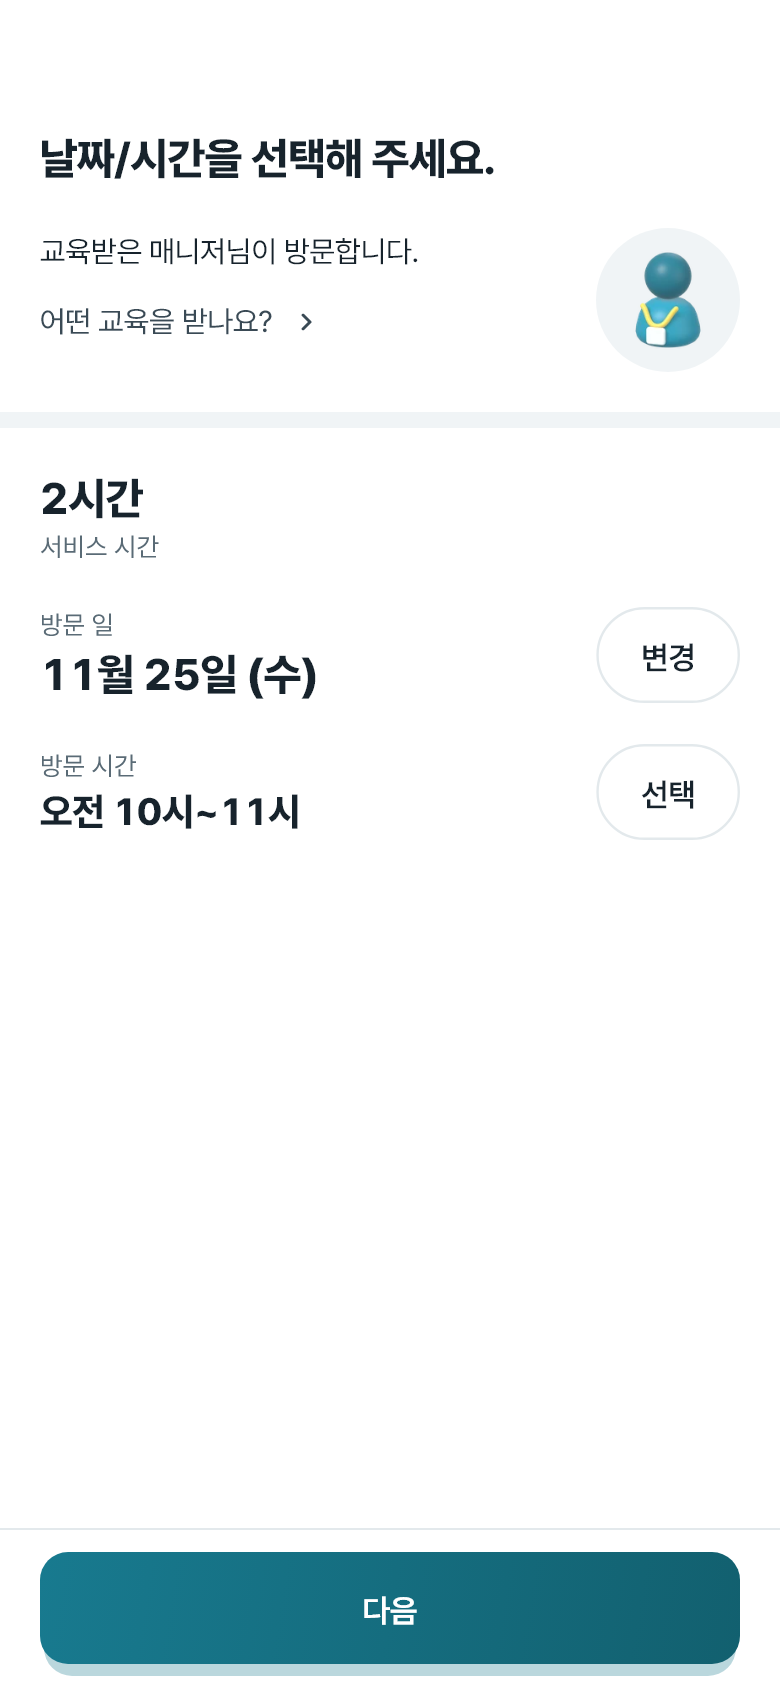 날짜/시간을 선택해 주세요.
교육받은 매니저님이 방문합니다.
어떤 교육을 받나요?
2시간
서비스 시간
방문 일
11월 25일 (수)
변경
방문 시간
오전 10시~11시
선택
다음